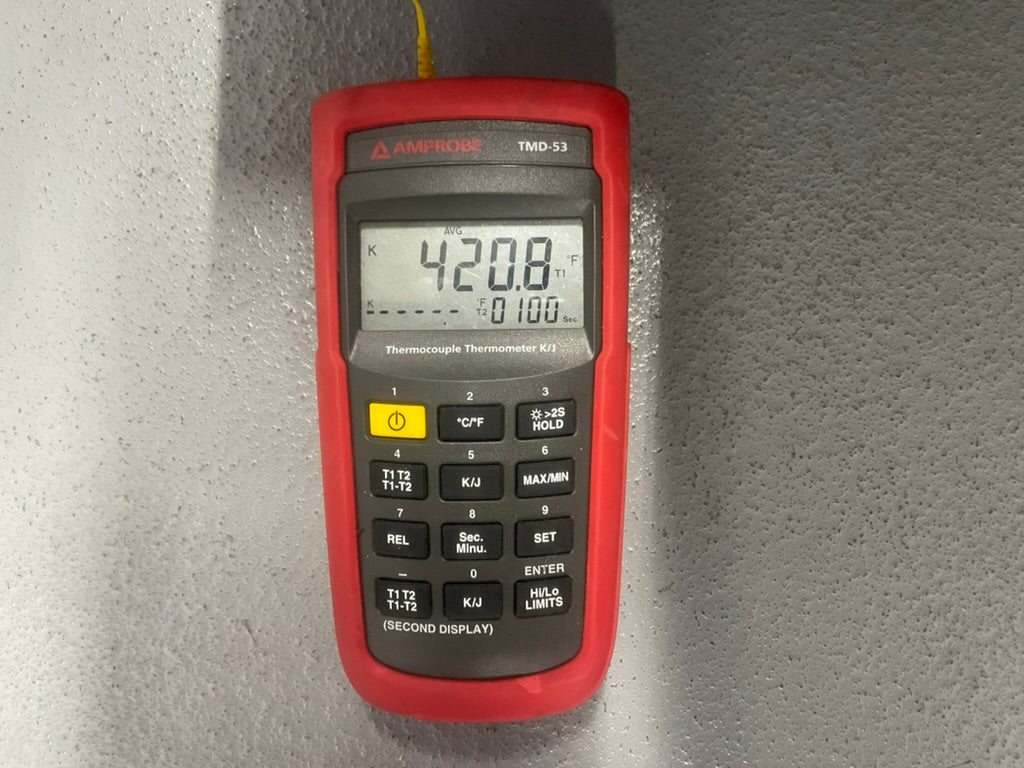 AMPROBE TMD-53
AVG
K 420.8 °F
T1
K ------ °F T2 0100 Sec.
Thermocouple Thermometer K/J
1 2 3
°C/°F >2S HOLD
4 5 6
T1 T2 T1-T2 K/J MAX/MIN
7 8 9
REL Sec. Minu. SET
– 0 ENTER
T1 T2 T1-T2 K/J Hi/Lo LIMITS
(SECOND DISPLAY)